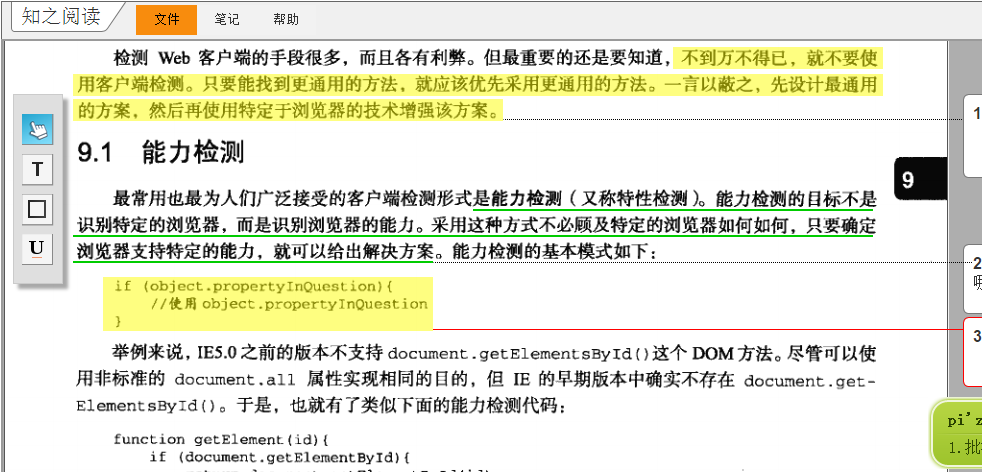 知之阅读
文件
笔记
帮助
检测 Web 客户端的手段很多，而且各有利弊。但最重要的还是要知道，不到万不得已，就不要使
用客户端检测。只要能找到更通用的方法，就应该优先采用更通用的方法。一言以蔽之，先设计最通用
的方案，然后再使用特定于浏览器的技术增强该方案。
1
T
U
9.1 能力检测
9
最常用也最为人们广泛接受的客户端检测形式是能力检测（又称特性检测）。能力检测的目标不是
识别特定的浏览器，而是识别浏览器的能力。采用这种方式不必顾及特定的浏览器如何如何，只要确定
浏览器支持特定的能力，就可以给出解决方案。能力检测的基本模式如下：
2
if (object.propertyInQuestion){
//使用 object.propertyInQuestion
}
3
举例来说，IE5.0 之前的版本不支持 document.getElementsById()这个 DOM 方法。尽管可以使
用非标准的 document.all 属性实现相同的目的，但 IE 的早期版本中确实不存在 document.get-
ElementsById()。于是，也就有了类似下面的能力检测代码：
function getElement(id){
if (document.getElementById){
pi'z
1.批